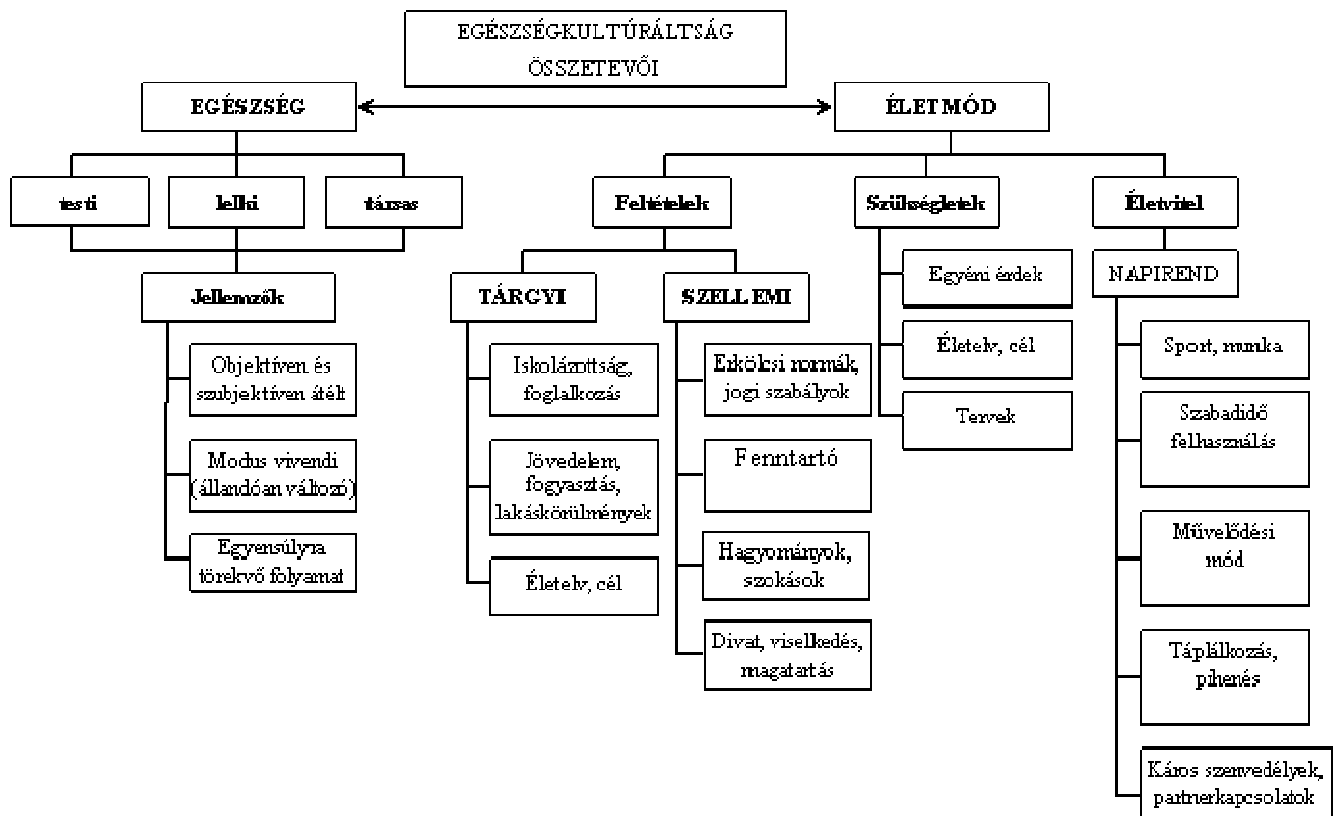 EGÉSZSÉGKULTÚRÁLTSÁG
ÖSSZETEVŐI
EGÉSZSÉG
ÉLETMÓD
testi
lelki
társas
Feltételek
Szükségletek
Életvitel
Jellemzők
TÁRGYI
SZELLEMI
Egyéni érdek
NAPIREND
Objektíven és
szubjektíven átélt
Modus vivendi
(állandóan változó)
Egyensúlyra
törekvő folyamat
Iskolázottság,
foglalkozás
Jövedelem,
fogyasztás,
lakáskörülmények
Életelv, cél
Erkölcsi normák,
jogi szabályok
Fenntartó
Hagyományok,
szokások
Divat, viselkedés,
magatartás
Életelv, cél
Tervek
Sport, munka
Szabadidő
felhasználás
Művelődési
mód
Táplálkozás,
pihenés
Káros szenvedélyek,
partnerkapcsolatok